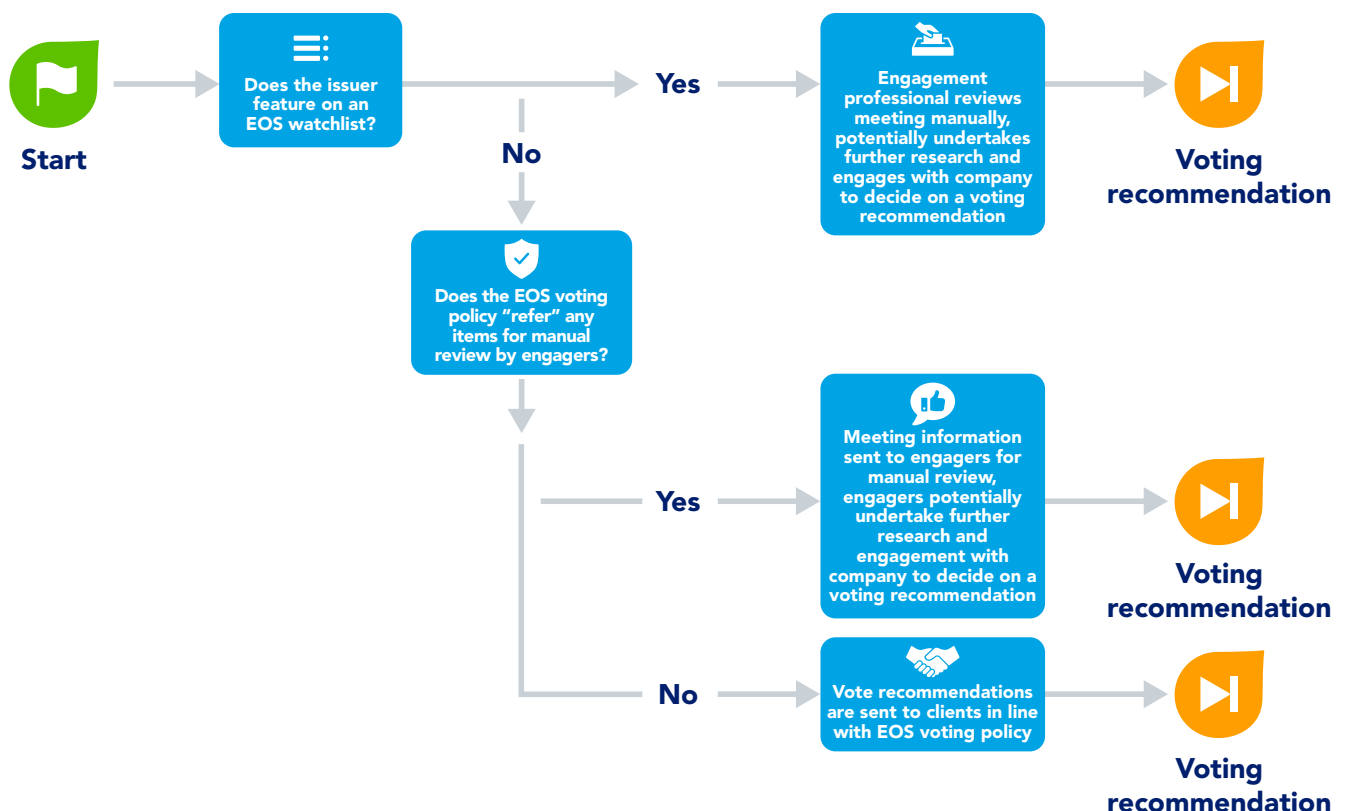 Start
Does the issuer
feature on an
EOS watchlist?
Yes
No
Engagement
professional reviews
meeting manually,
potentially undertakes
further research and
engages with company
to decide on a voting
recommendation
Voting
recommendation
Does the EOS voting
policy “refer” any
items for manual
review by engagers?
Yes
Meeting information
sent to engagers for
manual review,
engagers potentially
undertake further
research and
engagement with
company to decide on a
voting recommendation
Voting
recommendation
No
Vote recommendations
are sent to clients in line
with EOS voting policy
Voting
recommendation